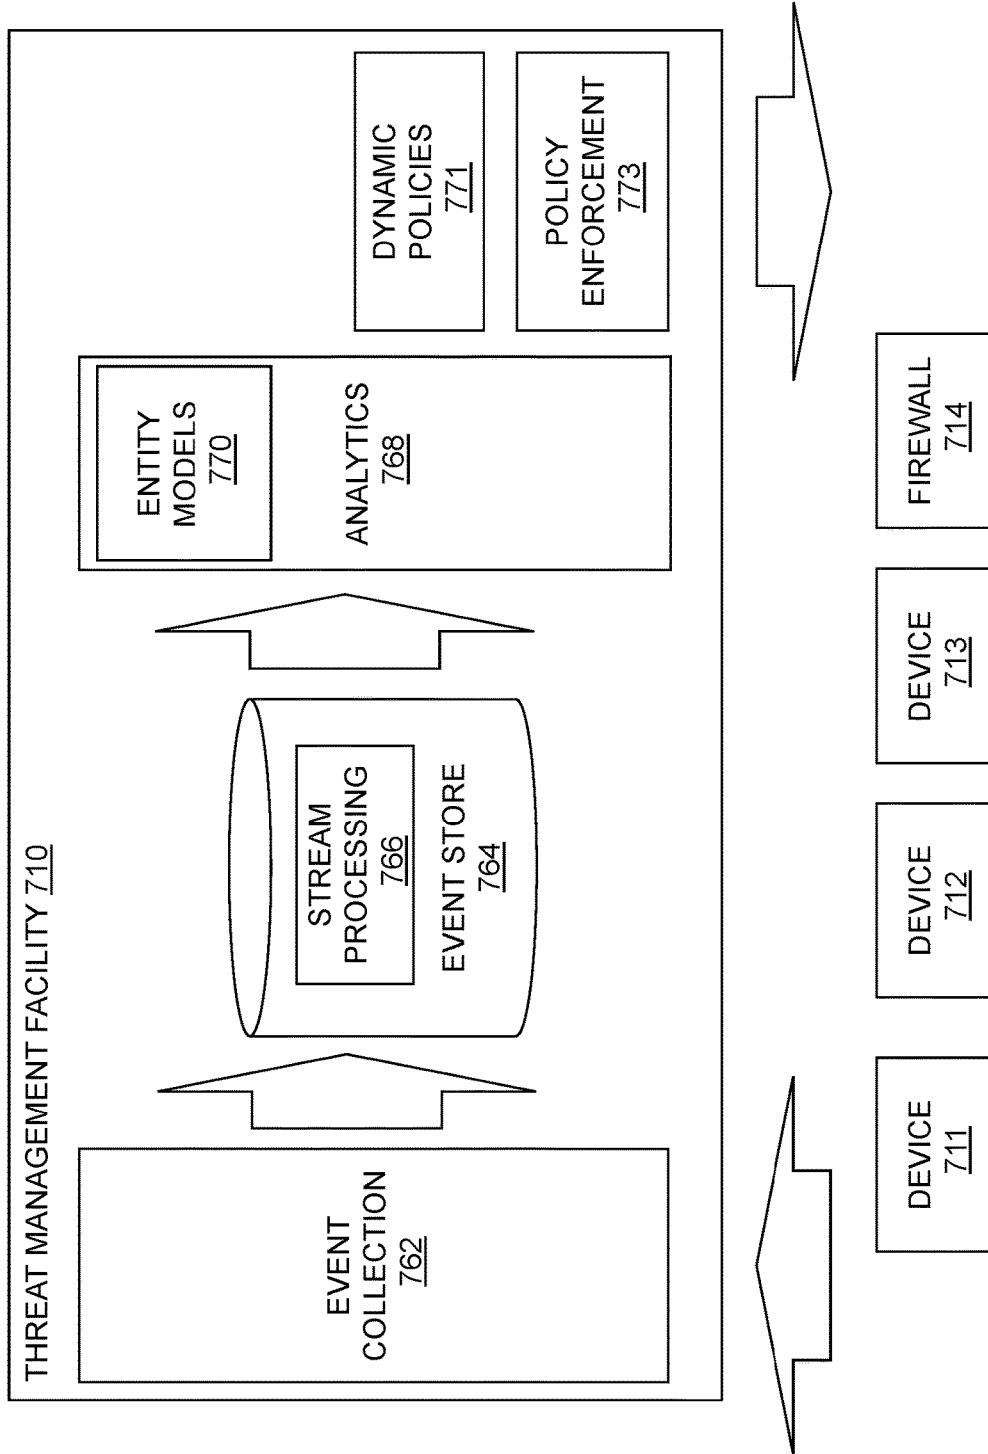 THREAT MANAGEMENT FACILITY 710
EVENT
COLLECTION
762
STREAM
PROCESSING
766
EVENT STORE
764
ENTITY
MODELS
770
ANALYTICS
768
DYNAMIC
POLICIES
771
POLICY
ENFORCEMENT
773
DEVICE
711
DEVICE
712
DEVICE
713
FIREWALL
714